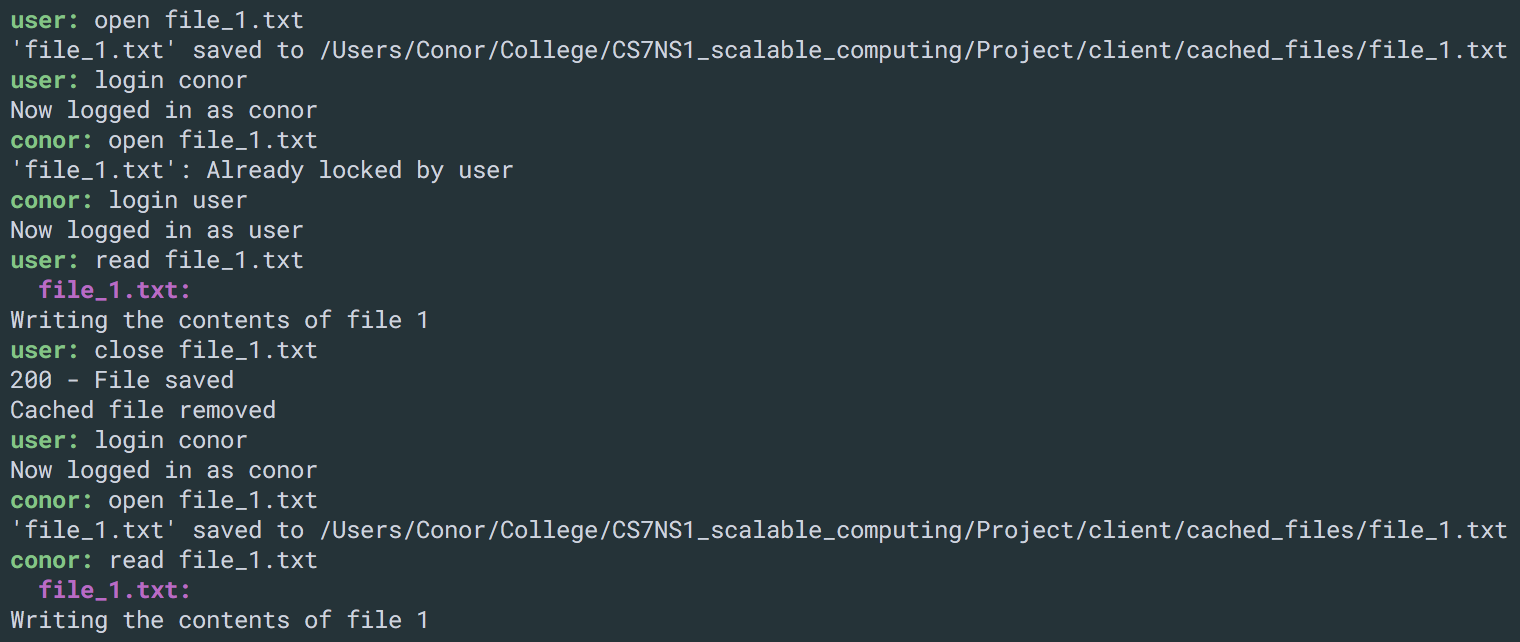 user: open file_1.txt
'file_1.txt' saved to /Users/Conor/College/CS7NS1_scalable_computing/Project/client/cached_files/file_1.txt
user: login conor
Now logged in as conor
conor: open file_1.txt
'file_1.txt': Already locked by user
conor: login user
Now logged in as user
user: read file_1.txt
  file_1.txt:
Writing the contents of file 1
user: close file_1.txt
200 - File saved
Cached file removed
user: login conor
Now logged in as conor
conor: open file_1.txt
'file_1.txt' saved to /Users/Conor/College/CS7NS1_scalable_computing/Project/client/cached_files/file_1.txt
conor: read file_1.txt
  file_1.txt:
Writing the contents of file 1